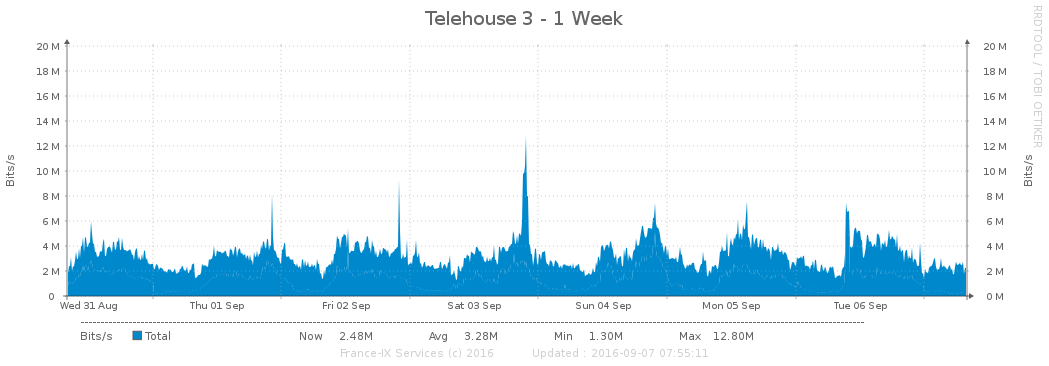 Telehouse 3 - 1 Week
RRDTOOL / TOBI OETIKER
Bits/s
20 M 20 M
18 M 18 M
16 M 16 M
14 M 14 M
12 M 12 M
10 M 10 M
8 M 8 M
6 M 6 M
4 M 4 M
2 M 2 M
0 0 M
Bits/s
Wed 31 Aug Thu 01 Sep Fri 02 Sep Sat 03 Sep Sun 04 Sep Mon 05 Sep Tue 06 Sep
Bits/s Total Now 2.48M Avg 3.28M Min 1.30M Max 12.80M
France-IX Services (c) 2016 Updated : 2016-09-07 07:55:11